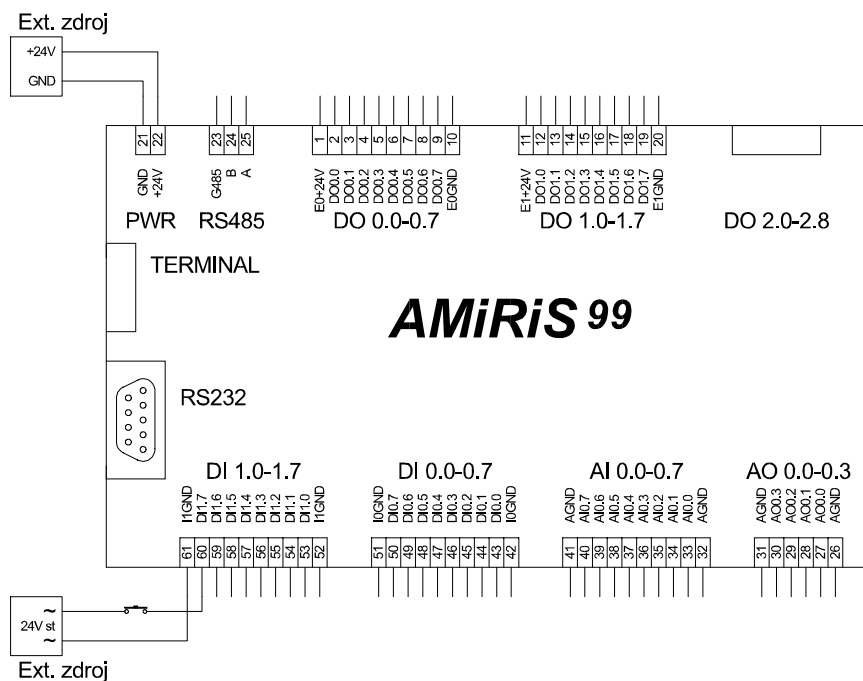 Ext. zdroj
+24V
GND
21 22
23 24 25
1 2 3 4 5 6 7 8 9 10
11 12 13 14 15 16 17 18 19 20
GND +24V
G485 B A
E0+24V DO0.0 DO0.1 DO0.2 DO0.3 DO0.4 DO0.5 DO0.6 DO0.7 E0GND
E1+24V DO1.0 DO1.1 DO1.2 DO1.3 DO1.4 DO1.5 DO1.6 DO1.7 E1GND
PWR RS485 DO 0.0-0.7 DO 1.0-1.7 DO 2.0-2.8
TERMINAL
AMiRiS 99
RS232
DI 1.0-1.7 DI 0.0-0.7 AI 0.0-0.7 AO 0.0-0.3
I1GND DI1.7 DI1.6 DI1.5 DI1.4 DI1.3 DI1.2 DI1.1 DI1.0 I1GND
I0GND DI0.7 DI0.6 DI0.5 DI0.4 DI0.3 DI0.2 DI0.1 DI0.0 I0GND
AGND AI0.7 AI0.6 AI0.5 AI0.4 AI0.3 AI0.2 AI0.1 AI0.0 AGND
AGND AO0.3 AO0.2 AO0.1 AO0.0 AGND
61 60 59 58 57 56 55 54 53 52
51 50 49 48 47 46 45 44 43 42
41 40 39 38 37 36 35 34 33 32
31 30 29 28 27 26
~
24V st
~
Ext. zdroj